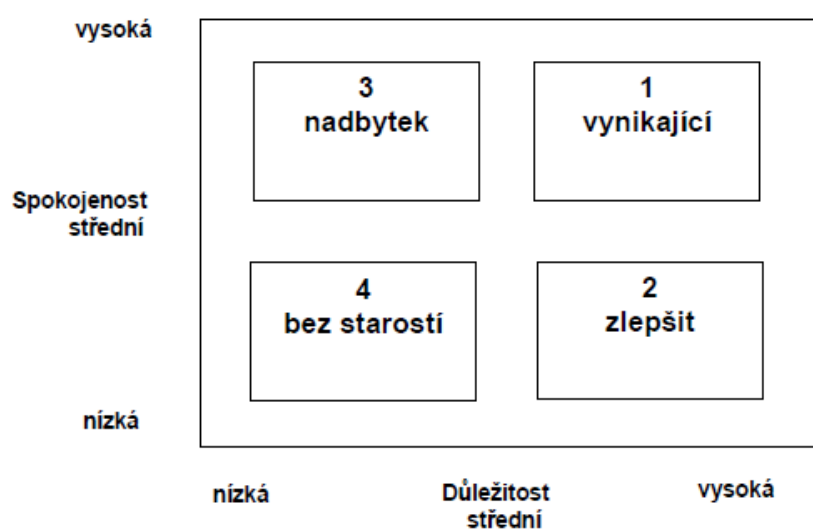 vysoká
3
nadbytek
1
vynikající
Spokojenost
střední
4
bez starostí
2
zlepšit
nízká
nízká
Důležitost
střední
vysoká